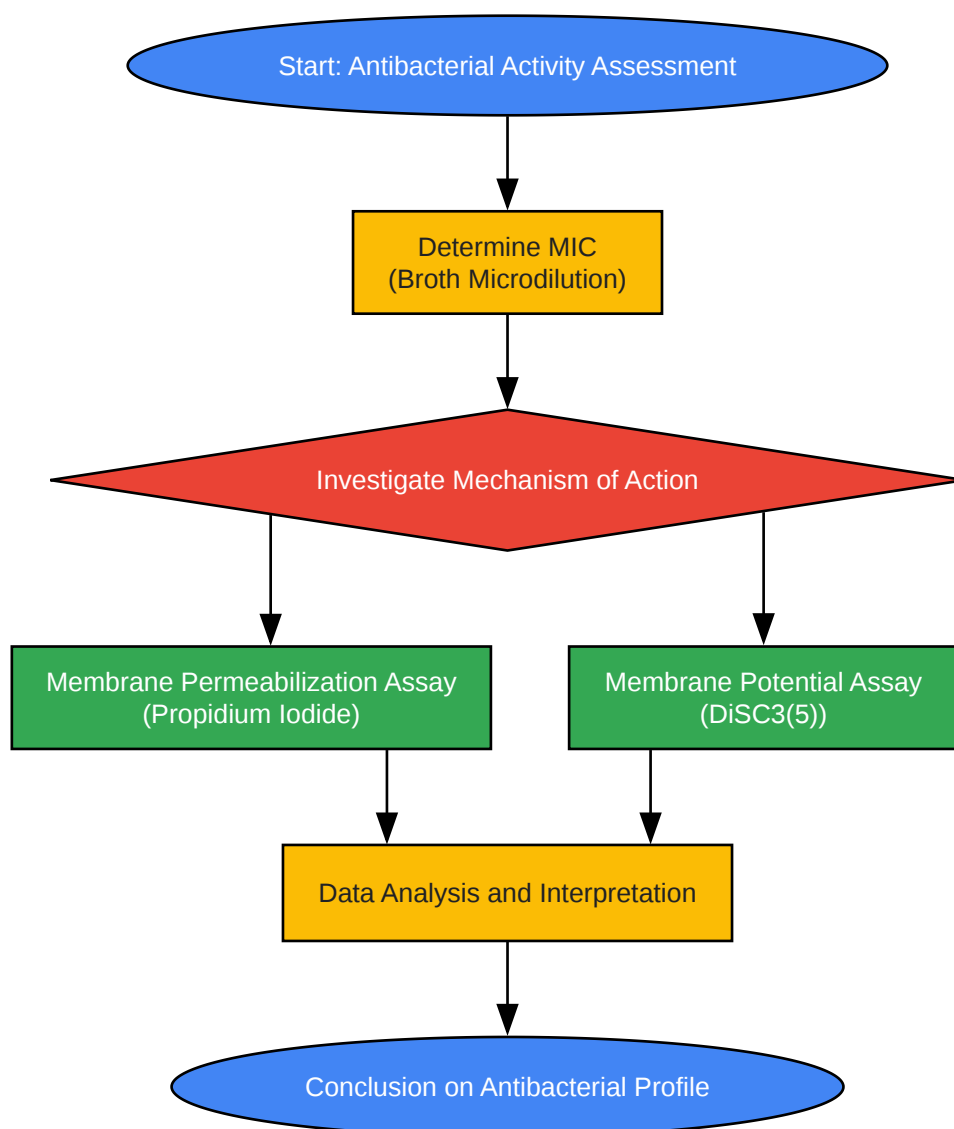 Start: Antibacterial Activity Assessment
Determine MIC
(Broth Microdilution)
Investigate Mechanism of Action
Membrane Permeabilization Assay
(Propidium Iodide)
Membrane Potential Assay
(DiSC3(5))
Data Analysis and Interpretation
Conclusion on Antibacterial Profile